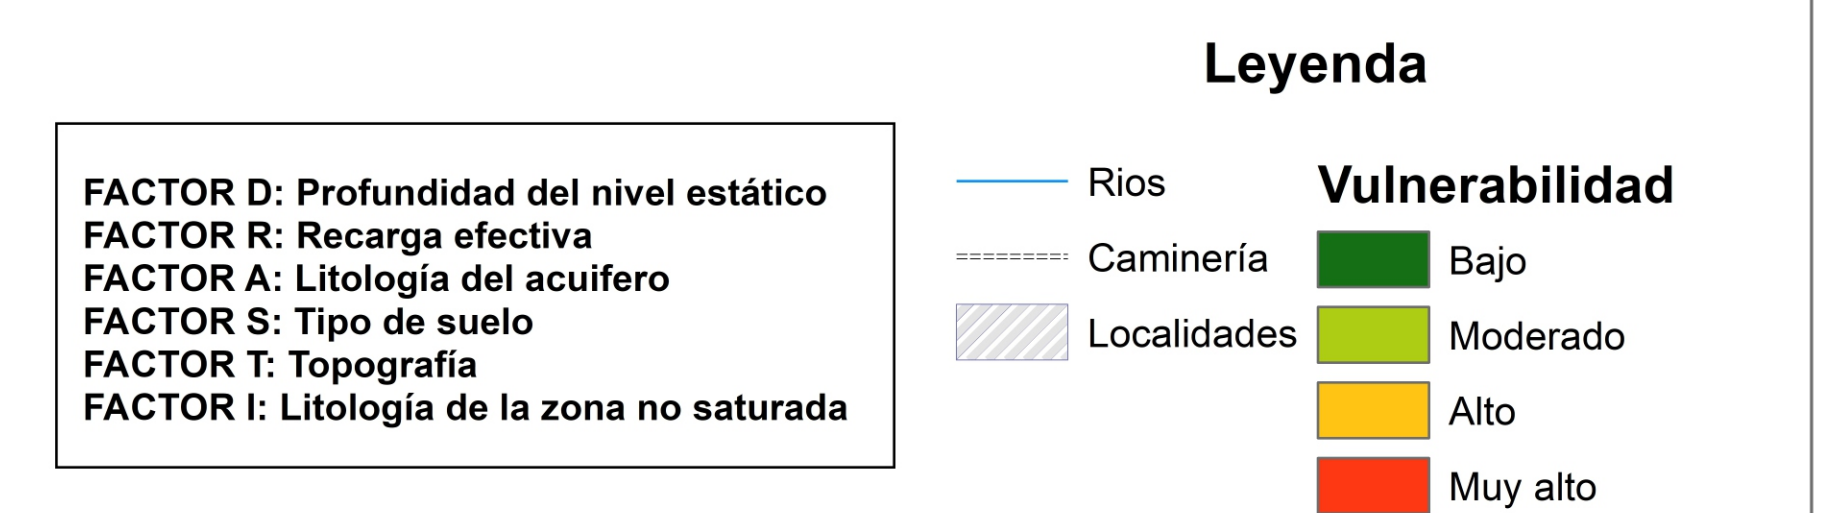 Leyenda
FACTOR D: Profundidad del nivel estático
FACTOR R: Recarga efectiva
FACTOR A: Litología del acuifero
FACTOR S: Tipo de suelo
FACTOR T: Topografía
FACTOR I: Litología de la zona no saturada
Rios
Caminería
Localidades
Vulnerabilidad
Bajo
Moderado
Alto
Muy alto